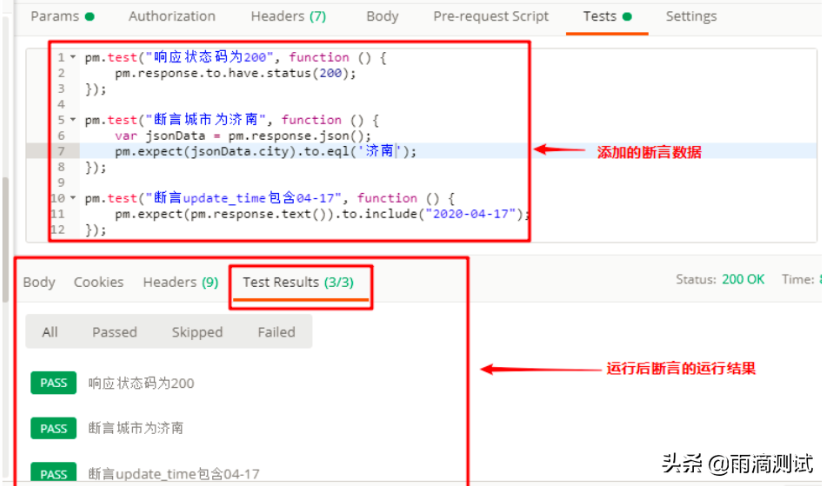 Params Authorization Headers (7) Body Pre-request Script Tests Settings
1 pm.test("响应状态码为200", function () {
2 pm.response.to.have.status(200);
3 });
4
5 pm.test("断言城市为济南", function () {
6 var jsonData = pm.response.json();
7 pm.expect(jsonData.city).to.eql('济南');
8 });
9
10 pm.test("断言update_time包含04-17", function () {
11 pm.expect(pm.response.text()).to.include("2020-04-17");
12 });
添加的断言数据
Body Cookies Headers (9) Test Results (3/3) Status: 200 OK Time:
All Passed Skipped Failed
PASS 响应状态码为200
PASS 断言城市为济南
PASS 断言update_time包含04-17
运行后断言的运行结果
头条 @雨滴测试